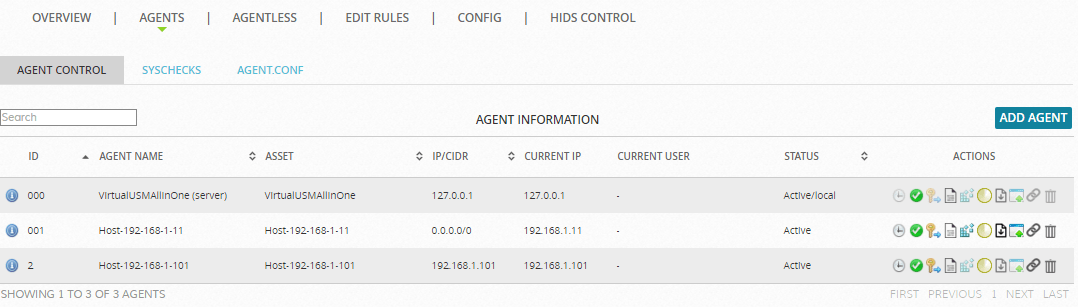 OVERVIEW | AGENTS | AGENTLESS | EDIT RULES | CONFIG | HIDS CONTROL
AGENT CONTROL SYSCHECKS AGENT.CONF
Search AGENT INFORMATION ADD AGENT
ID AGENT NAME ASSET IP/CIDR CURRENT IP CURRENT USER STATUS ACTIONS
000 VirtualUSMAllInOne (server) VirtualUSMAllInOne 127.0.0.1 127.0.0.1 - Active/local
001 Host-192-168-1-11 Host-192-168-1-11 0.0.0.0/0 192.168.1.11 - Active
2 Host-192-168-1-101 Host-192-168-1-101 192.168.1.101 192.168.1.101 - Active
SHOWING 1 TO 3 OF 3 AGENTS FIRST PREVIOUS 1 NEXT LAST